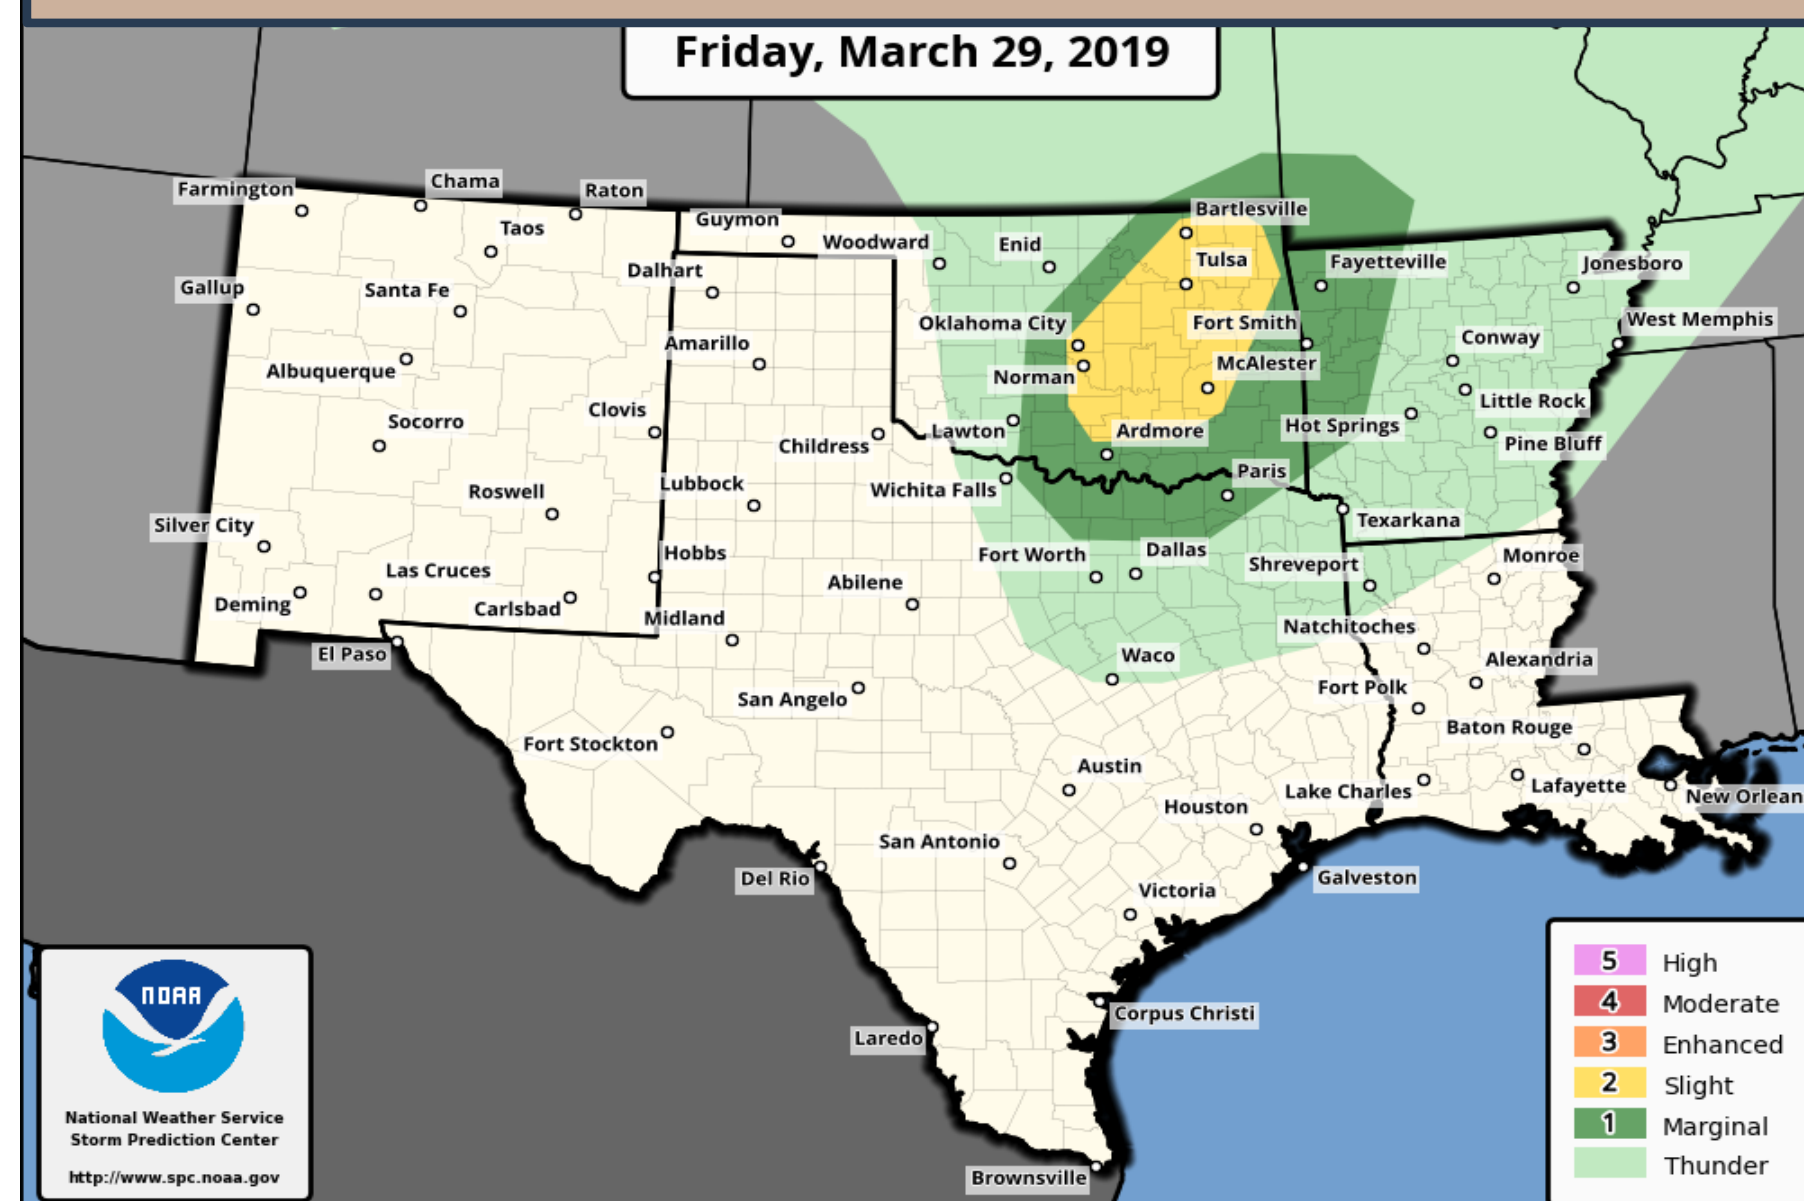 Friday, March 29, 2019
Farmington
Chama
Raton
Taos
Guymon
Woodward
Enid
Bartlesville
Tulsa
Fayetteville
Jonesboro
Gallup
Santa Fe
Dalhart
Oklahoma City
Fort Smith
West Memphis
Albuquerque
Amarillo
Norman
McAlester
Conway
Socorro
Clovis
Childress
Lawton
Ardmore
Hot Springs
Little Rock
Pine Bluff
Roswell
Lubbock
Wichita Falls
Paris
Texarkana
Silver City
Hobbs
Fort Worth
Dallas
Shreveport
Monroe
Deming
Las Cruces
Carlsbad
Midland
Abilene
Natchitoches
El Paso
San Angelo
Waco
Alexandria
Fort Polk
Fort Stockton
Baton Rouge
Austin
Houston
Lake Charles
Lafayette
New Orlean
San Antonio
Del Rio
Victoria
Galveston
Laredo
Corpus Christi
Brownsville
NOAA
National Weather Service
Storm Prediction Center
http://www.spc.noaa.gov
5 High
4 Moderate
3 Enhanced
2 Slight
1 Marginal
Thunder